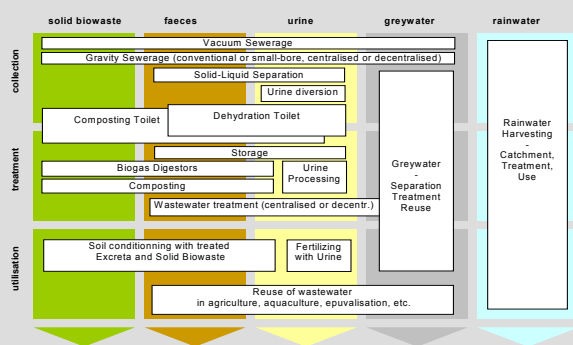 solid biowaste
faeces
urine
greywater
rainwater
collection
Vacuum Sewerage
Gravity Sewerage (conventional or small-bore, centralised or decentralised)
Solid-Liquid Separation
Urine diversion
Composting Toilet
Dehydration Toilet
treatment
Storage
Biogas Digestors
Composting
Urine
Processing
Wastewater treatment (centralised or decentr.)
Greywater
-
Separation
Treatment
Reuse
Rainwater
Harvesting
-
Catchment,
Treatment,
Use
utilisation
Soil conditionning with treated
Excreta and Solid Biowaste
Fertilizing
with Urine
Reuse of wastewater
in agriculture, aquaculture, epuvalisation, etc.